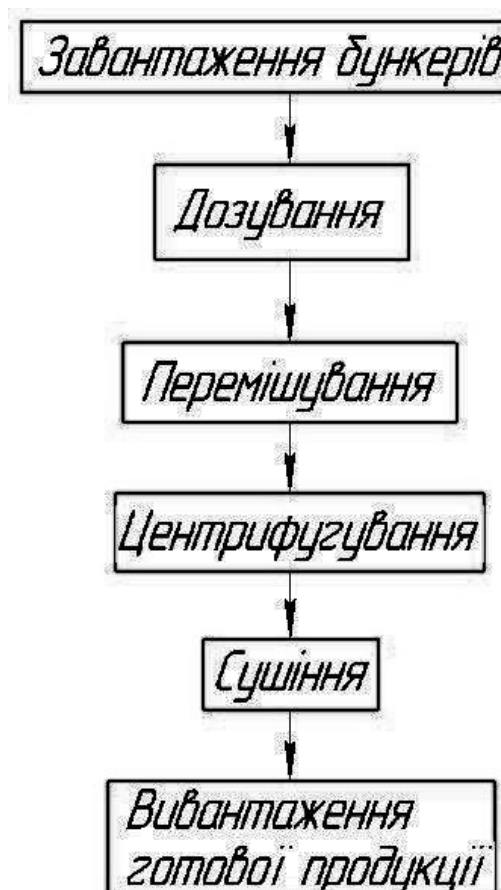 Завантаження бункерів
Дозування
Перемішування
Центрифугування
Сушіння
Вивантаження
готової продукції